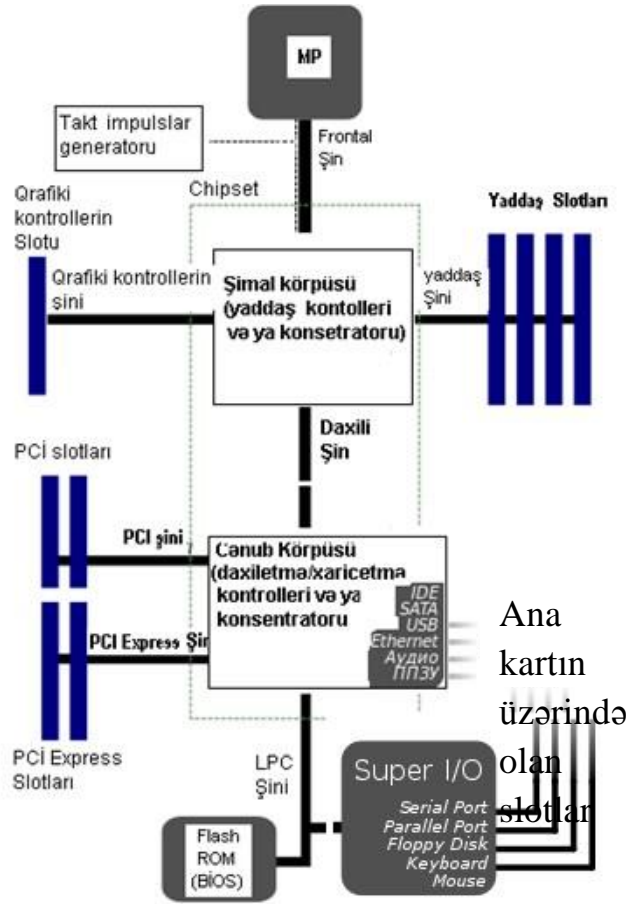 MP
Takt impulslar
generatoru
Frontal
Şin
Chipset
Qrafiki
kontrollerin
Slotu
Yaddaş Slotları
Qrafiki kontrollerin
şini
Şimal körpüsü
(yaddaş kontolleri
və ya konsetratoru)
yaddaş
Şini
Daxili
Şin
PCİ slotları
PCI şini
Cənub Körpüsü
(daxiletmə/xaricetma
kontrolleri və ya
konsentratoru
IDE
SATA
USB
Ethernet
Аудио
ППЗУ
PCI Express Şin
PCİ Express
Slotları
Ana
kartın
üzərində
olan
slotlar
LPC
Şini
Super I/O
Serial Port
Parallel Port
Floppy Disk
Keyboard
Mouse
Flash
ROM
(BİOS)